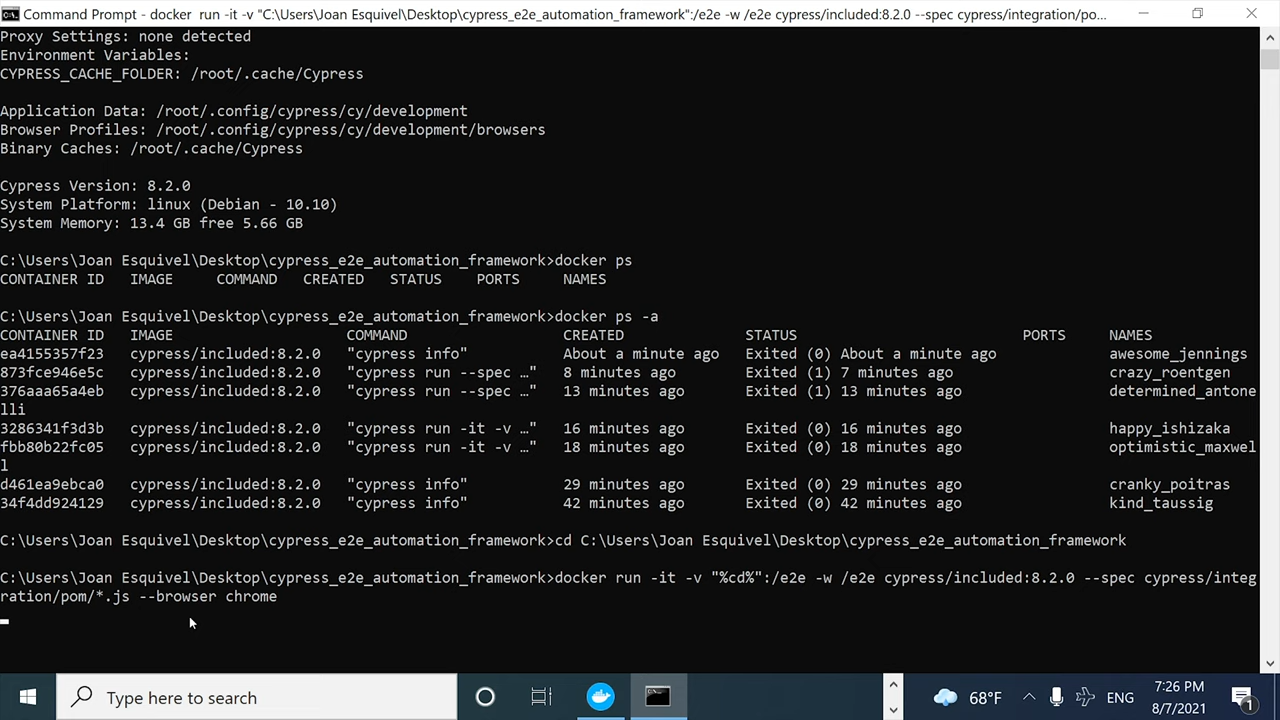 Command Prompt - docker  run -it -v "C:\Users\Joan Esquivel\Desktop\cypress_e2e_automation_framework":/e2e -w /e2e cypress/included:8.2.0 --spec cypress/integration/po...
Proxy Settings: none detected
Environment Variables:
CYPRESS_CACHE_FOLDER: /root/.cache/Cypress
Application Data: /root/.config/cypress/cy/development
Browser Profiles: /root/.config/cypress/cy/development/browsers
Binary Caches: /root/.cache/Cypress
Cypress Version: 8.2.0
System Platform: linux (Debian - 10.10)
System Memory: 13.4 GB free 5.66 GB
C:\Users\Joan Esquivel\Desktop\cypress_e2e_automation_framework>docker ps
CONTAINER ID   IMAGE     COMMAND   CREATED   STATUS    PORTS     NAMES
C:\Users\Joan Esquivel\Desktop\cypress_e2e_automation_framework>docker ps -a
CONTAINER ID   IMAGE                    COMMAND                  CREATED              STATUS                          PORTS     NAMES
ea4155357f23   cypress/included:8.2.0   "cypress info"           About a minute ago   Exited (0) About a minute ago             awesome_jennings
873fce946e5c   cypress/included:8.2.0   "cypress run --spec …"   8 minutes ago        Exited (1) 7 minutes ago                  crazy_roentgen
376aaa65a4eb   cypress/included:8.2.0   "cypress run --spec …"   13 minutes ago       Exited (1) 13 minutes ago                 determined_antone
lli
3286341f3d3b   cypress/included:8.2.0   "cypress run -it -v …"   16 minutes ago       Exited (0) 16 minutes ago                 happy_ishizaka
fbb80b22fc05   cypress/included:8.2.0   "cypress run -it -v …"   18 minutes ago       Exited (0) 18 minutes ago                 optimistic_maxwel
l
d461ea9ebca0   cypress/included:8.2.0   "cypress info"           29 minutes ago       Exited (0) 29 minutes ago                 cranky_poitras
34f4dd924129   cypress/included:8.2.0   "cypress info"           42 minutes ago       Exited (0) 42 minutes ago                 kind_taussig
C:\Users\Joan Esquivel\Desktop\cypress_e2e_automation_framework>cd C:\Users\Joan Esquivel\Desktop\cypress_e2e_automation_framework
C:\Users\Joan Esquivel\Desktop\cypress_e2e_automation_framework>docker run -it -v "%cd%":/e2e -w /e2e cypress/included:8.2.0 --spec cypress/integ
ration/pom/*.js --browser chrome
Type here to search
68°F
ENG
7:26 PM
8/7/2021
1